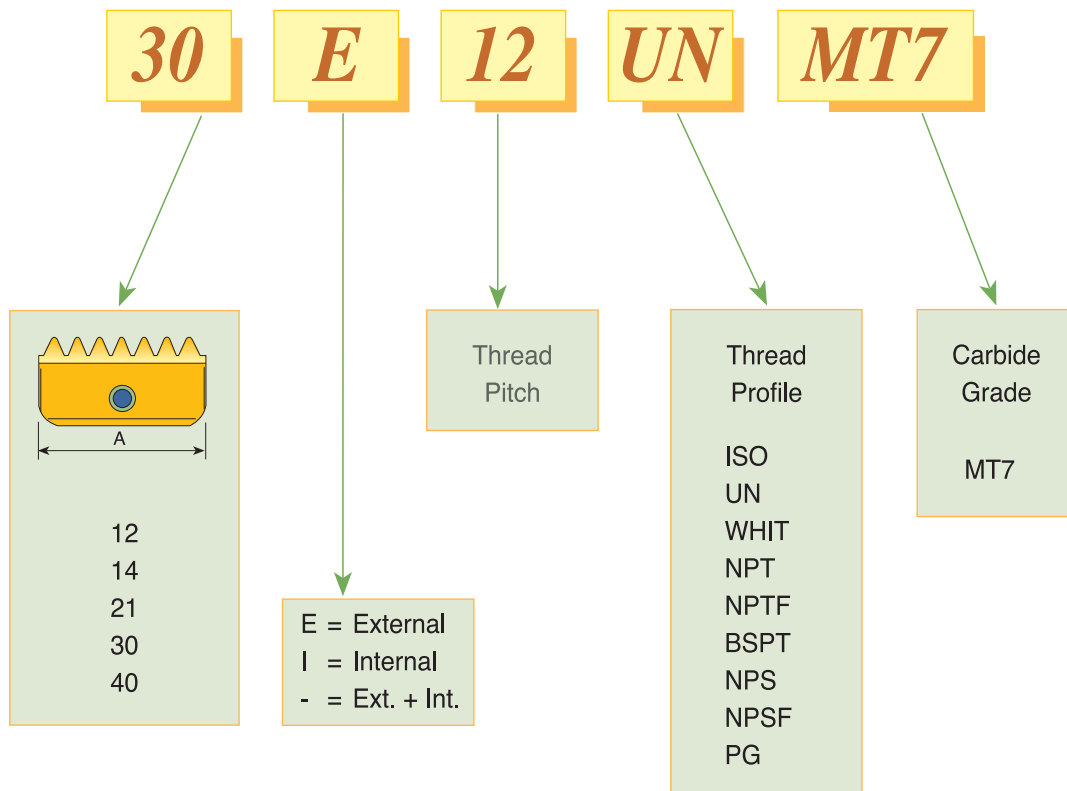 30 E 12 UN MT7
A
12
14
21
30
40
E = External
I = Internal
- = Ext. + Int.
Thread
Pitch
Thread
Profile
ISO
UN
WHIT
NPT
NPTF
BSPT
NPS
NPSF
PG
Carbide
Grade
MT7